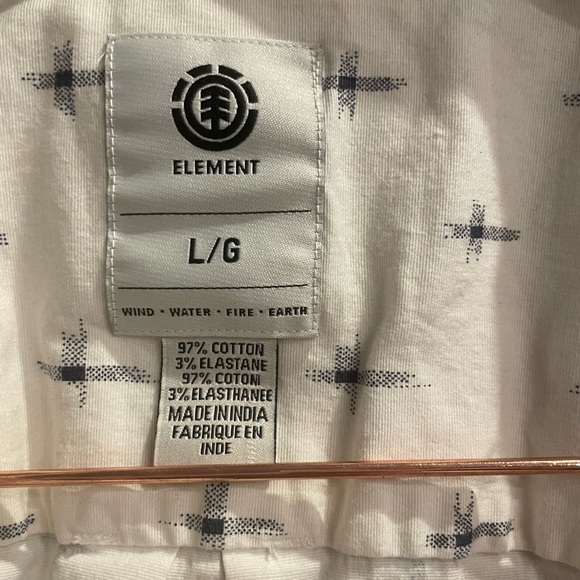 ELEMENT
L/G
WIND • WATER • FIRE • EARTH
97% COTTON
3% ELASTANE
97% COTON
3% ELASTHANEE
MADE IN INDIA
FABRIQUE EN
INDE